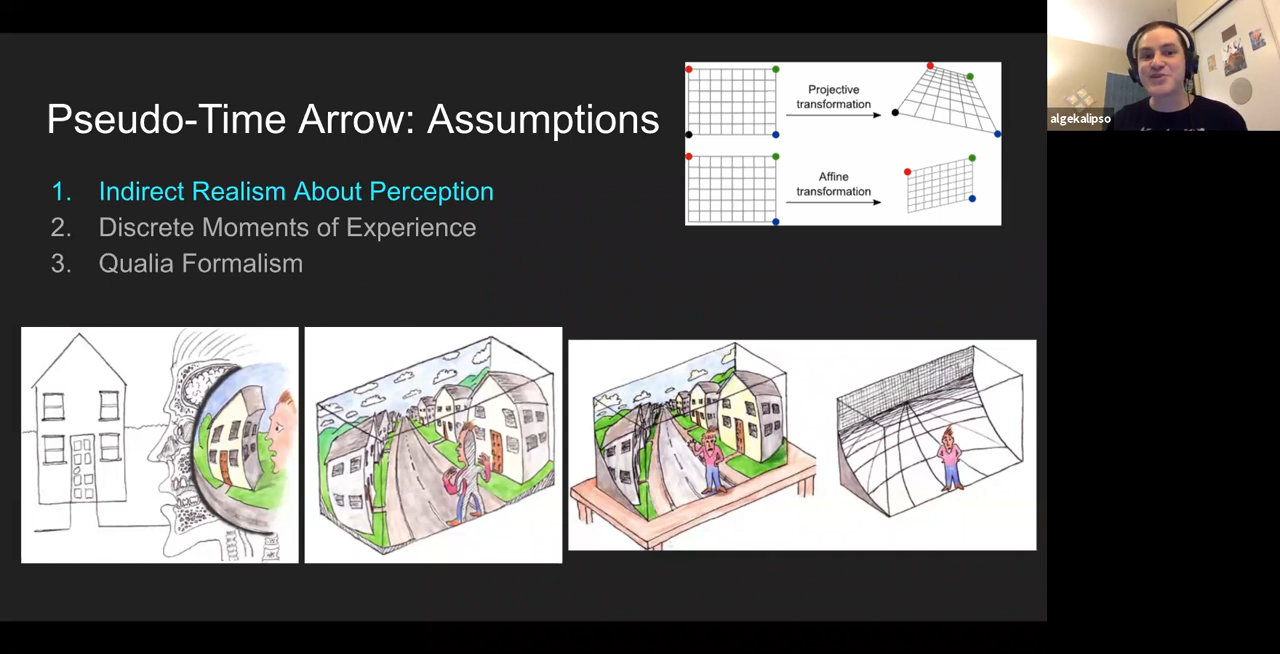 Pseudo-Time Arrow: Assumptions
1. Indirect Realism About Perception
2. Discrete Moments of Experience
3. Qualia Formalism
Projective
transformation
Affine
transformation
algekalipso